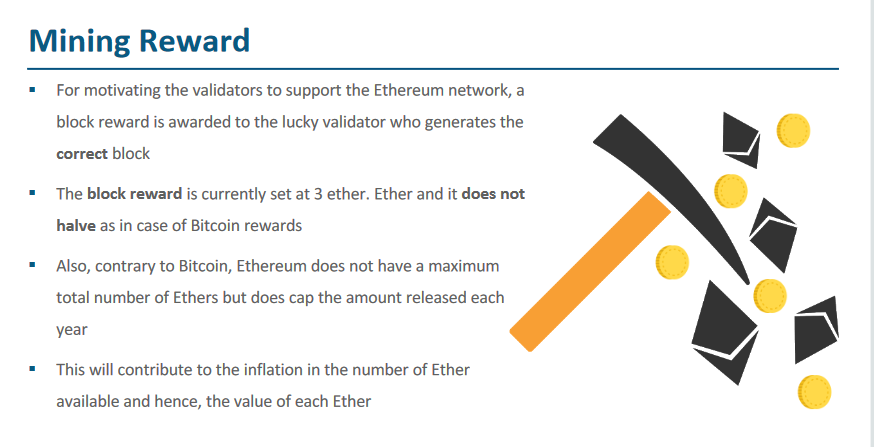 Mining Reward
▪ For motivating the validators to support the Ethereum network, a
block reward is awarded to the lucky validator who generates the
correct block
▪ The block reward is currently set at 3 ether. Ether and it does not
halve as in case of Bitcoin rewards
▪ Also, contrary to Bitcoin, Ethereum does not have a maximum
total number of Ethers but does cap the amount released each
year
▪ This will contribute to the inflation in the number of Ether
available and hence, the value of each Ether